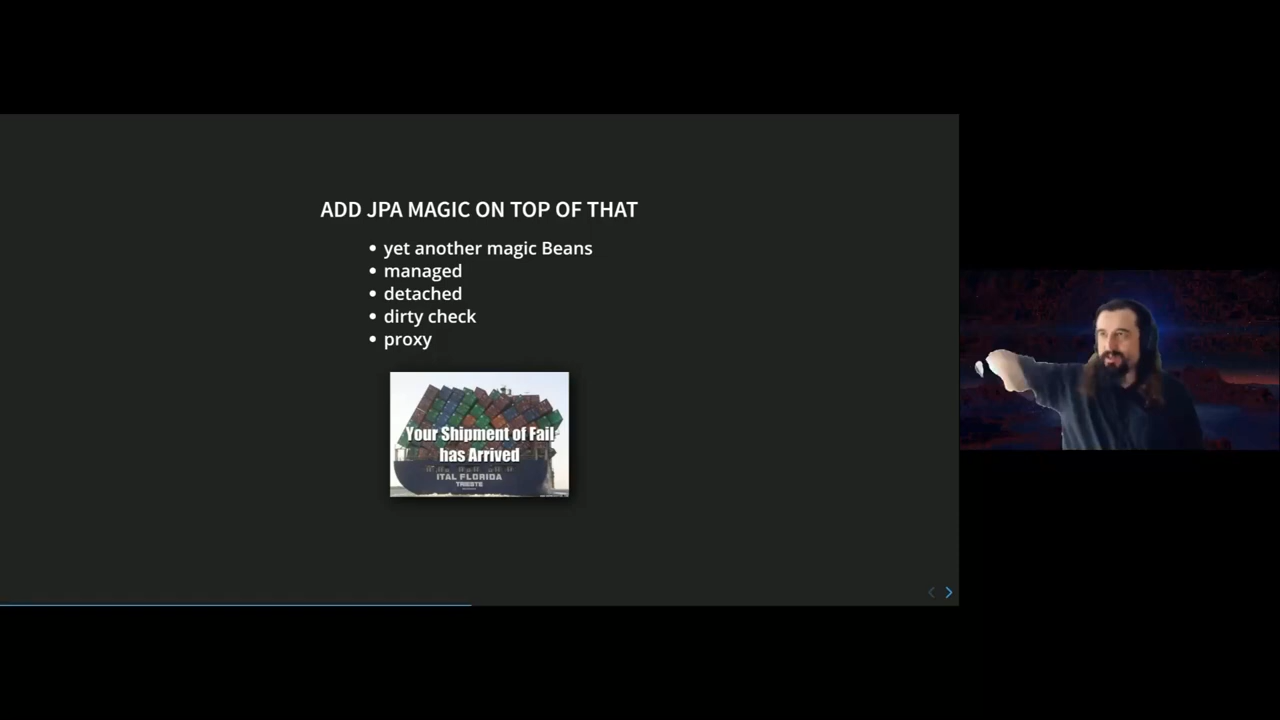 ADD JPA MAGIC ON TOP OF THAT
yet another magic Beans
managed
detached
dirty check
proxy
Your Shipment of Fail
has Arrived
ITAL FLORIDA
TRIESTE